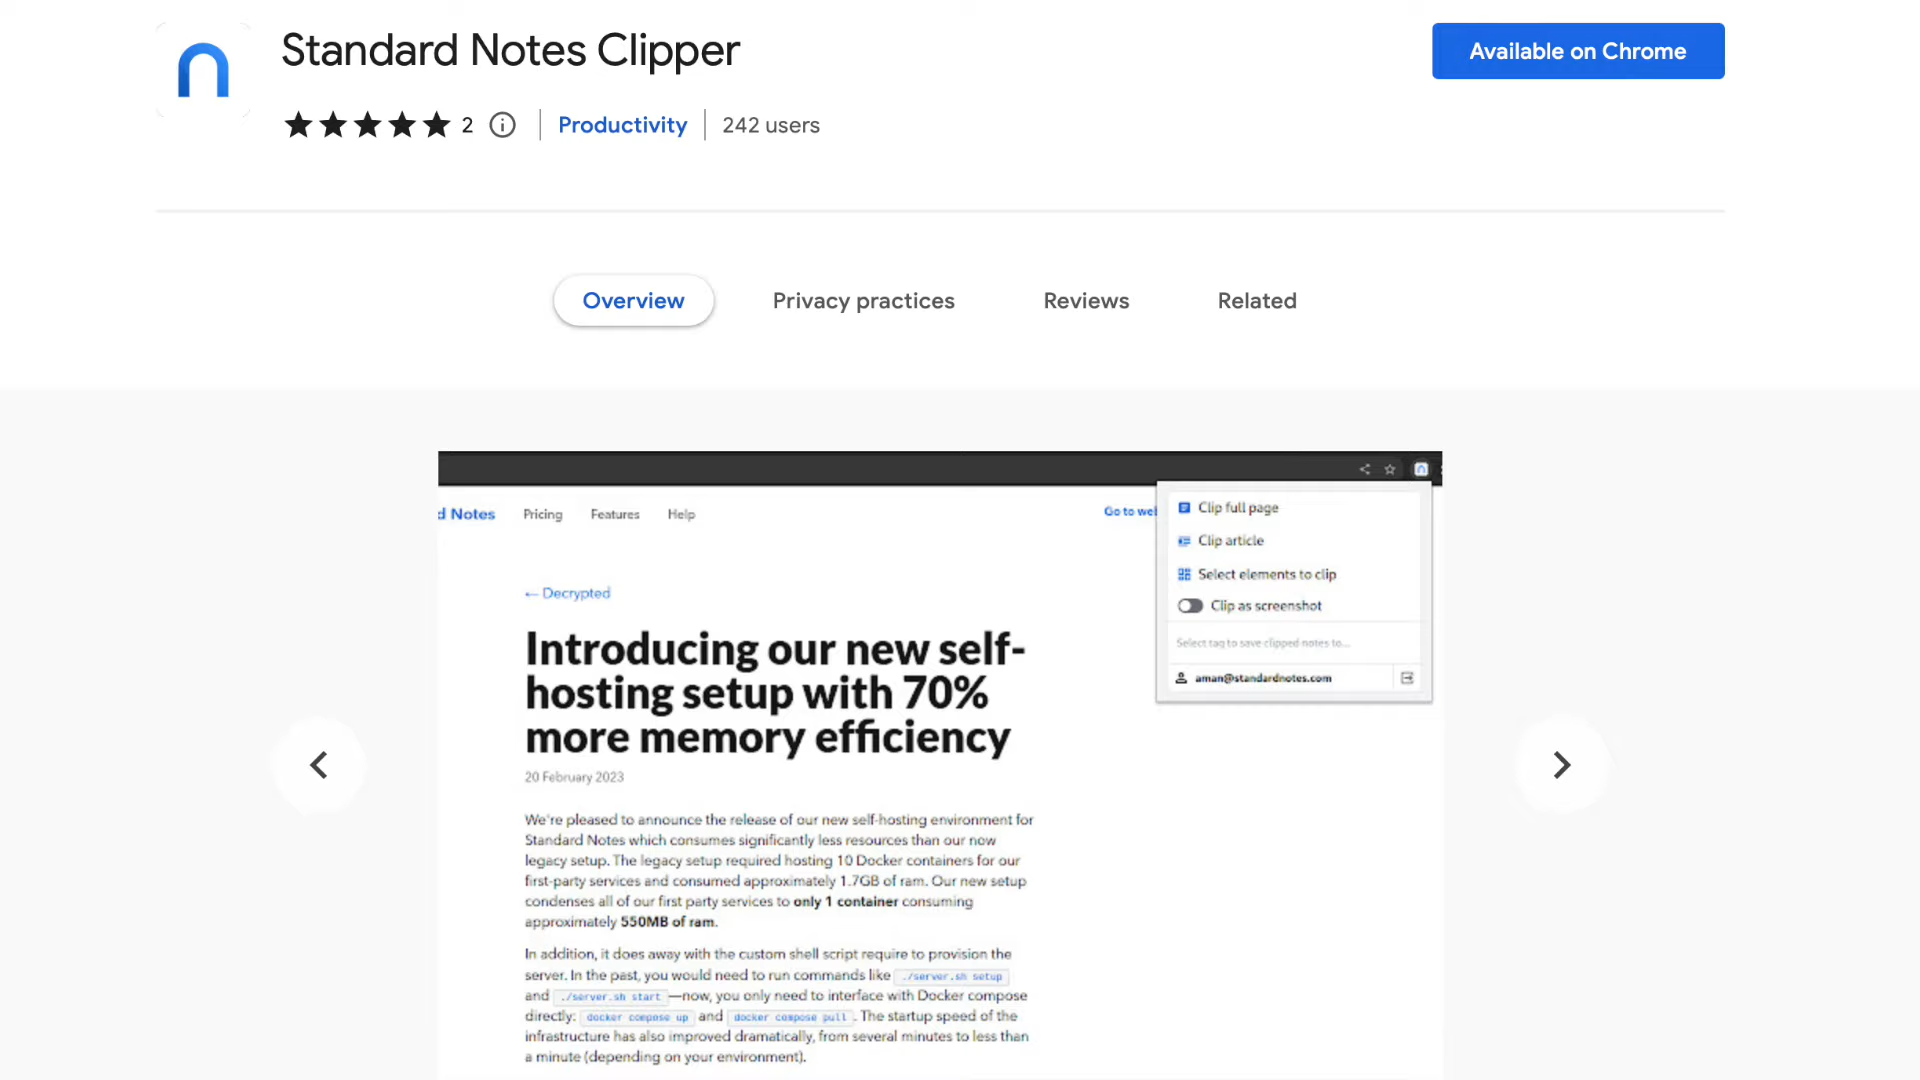 Standard Notes Clipper
Available on Chrome
2
Productivity
242 users
Overview
Privacy practices
Reviews
Related
d Notes
Pricing
Features
Help
Go to wel
Clip full page
Clip article
Select elements to clip
Clip as screenshot
Select tag to save clipped notes to...
aman@standardnotes.com
← Decrypted
Introducing our new self-
hosting setup with 70%
more memory efficiency
20 February 2023
We're pleased to announce the release of our new self-hosting environment for
Standard Notes which consumes significantly less resources than our now
legacy setup. The legacy setup required hosting 10 Docker containers for our
first-party services and consumed approximately 1.7GB of ram. Our new setup
condenses all of our first party services to only 1 container consuming
approximately 550MB of ram.
In addition, it does away with the custom shell script require to provision the
server. In the past, you would need to run commands like ./server.sh setup
and ./server.sh start—now, you only need to interface with Docker compose
directly: docker compose up and docker compose pull. The startup speed of the
infrastructure has also improved dramatically, from several minutes to less than
a minute (depending on your environment).